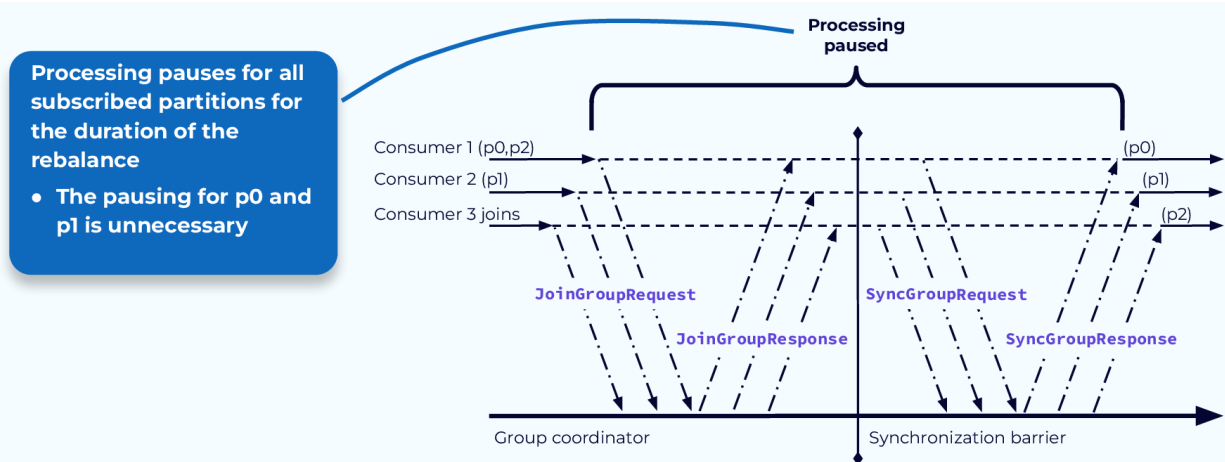 Processing
paused
Processing pauses for all
subscribed partitions for
the duration of the
rebalance
● The pausing for p0 and
p1 is unnecessary
Consumer 1 (p0,p2)
(p0)
Consumer 2 (p1)
(p1)
Consumer 3 joins
(p2)
JoinGroupRequest
SyncGroupRequest
JoinGroupResponse
SyncGroupResponse
Group coordinator
Synchronization barrier